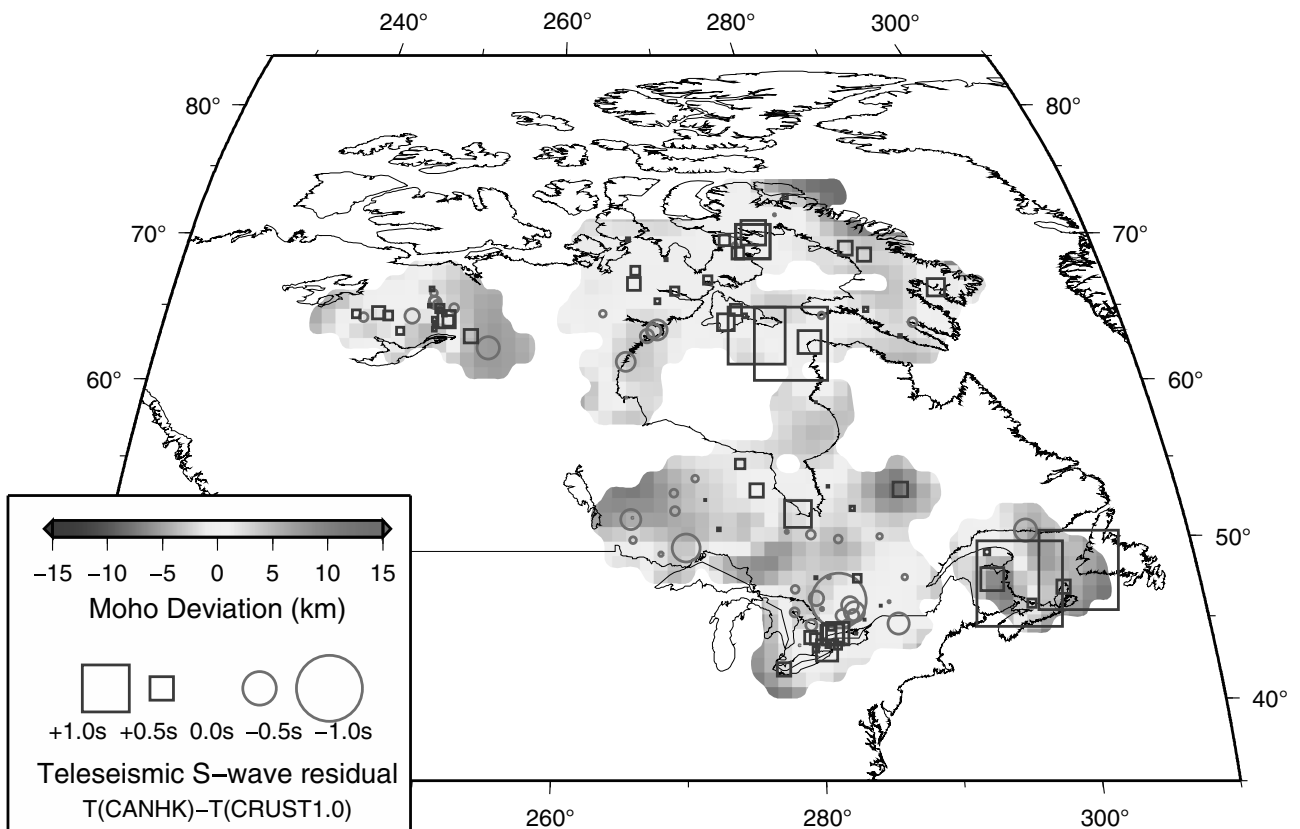 240° 260° 280° 300°
80° 80°
70° 70°
60° 60°
50°
40°
−15 −10 −5 0 5 10 15
Moho Deviation (km)
+1.0s +0.5s 0.0s −0.5s −1.0s
Teleseismic S−wave residual
T(CANHK)−T(CRUST1.0)
260° 280° 300°